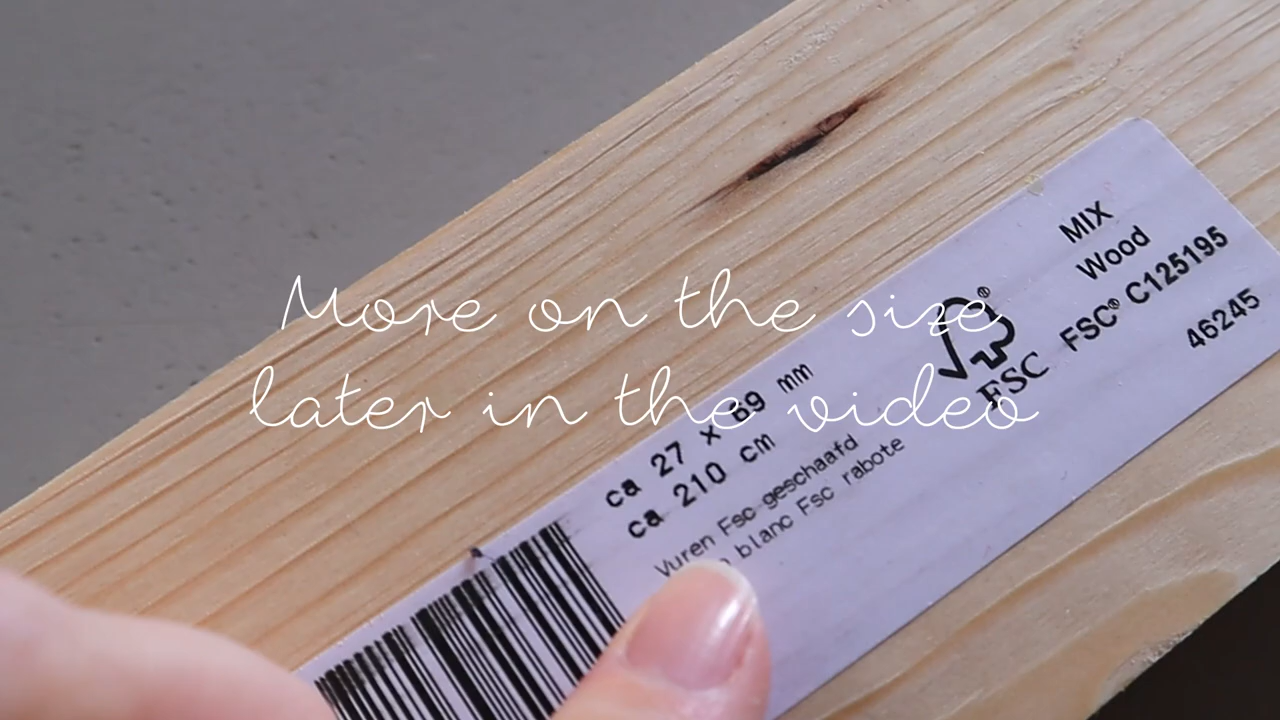 More on the size
later in the video
MIX
Wood
FSC® C125195
46245
®
FSC
ca 27 x 69 mm
ca 210 cm
Vuren Fsc geschaafd
blanc Fsc rabote